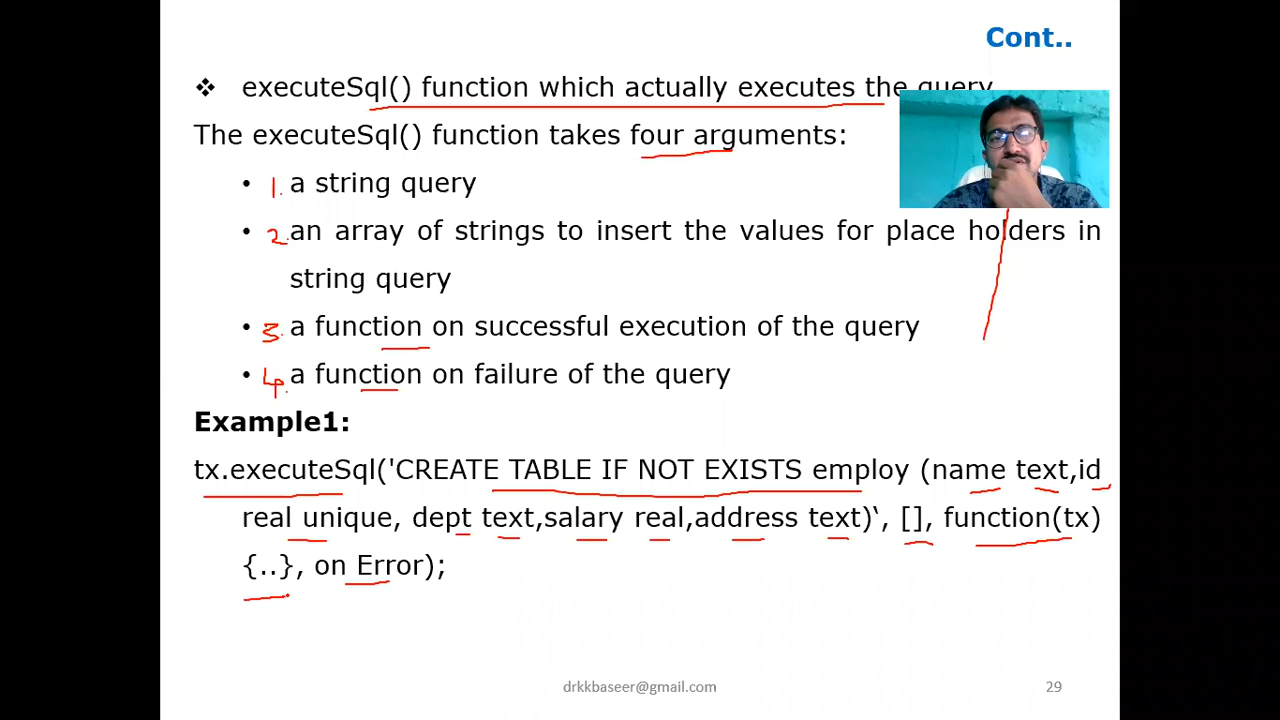 Cont..
❖ executeSql() function which actually executes the query
The executeSql() function takes four arguments:
• 1. a string query
• 2. an array of strings to insert the values for place holders in
string query
• 3. a function on successful execution of the query
• 4. a function on failure of the query
Example1:
tx.executeSql('CREATE TABLE IF NOT EXISTS employ (name text,id
real unique, dept text,salary real,address text)‘, [], function(tx)
{..}, on Error);
drkkbaseer@gmail.com 29